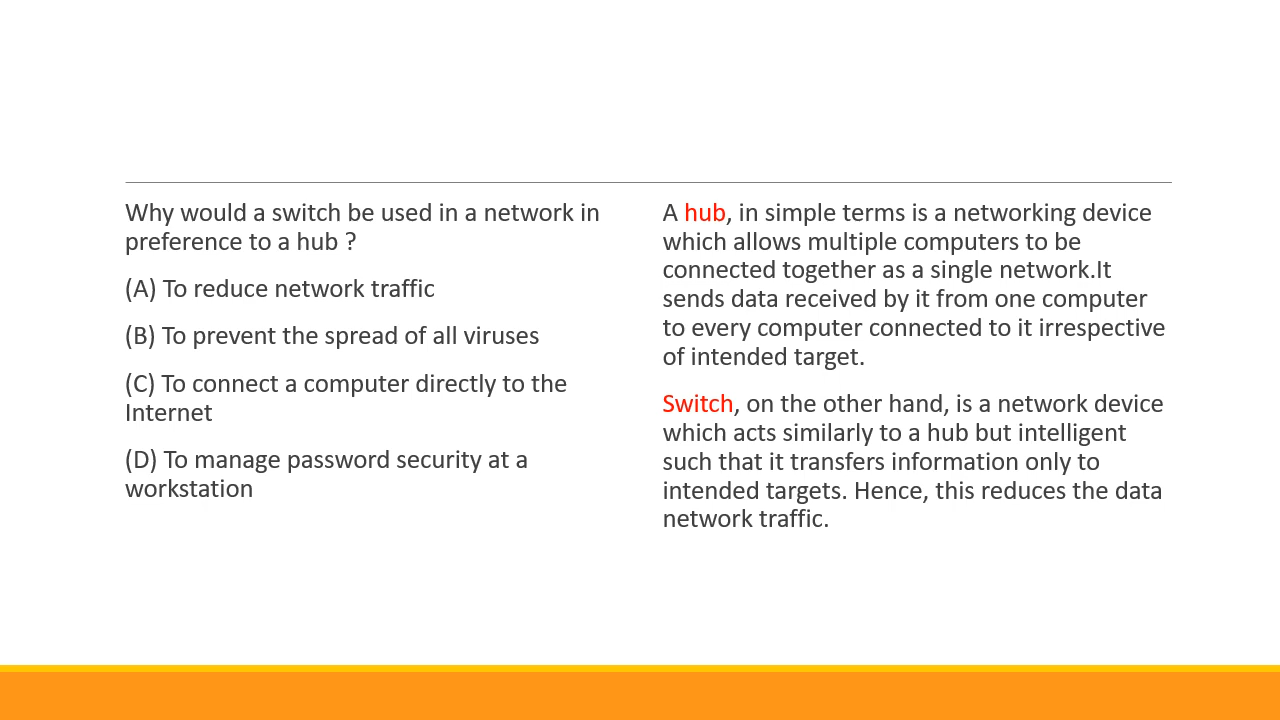 Why would a switch be used in a network in
preference to a hub ?
(A) To reduce network traffic
(B) To prevent the spread of all viruses
(C) To connect a computer directly to the
Internet
(D) To manage password security at a
workstation
A hub, in simple terms is a networking device
which allows multiple computers to be
connected together as a single network.It
sends data received by it from one computer
to every computer connected to it irrespective
of intended target.
Switch, on the other hand, is a network device
which acts similarly to a hub but intelligent
such that it transfers information only to
intended targets. Hence, this reduces the data
network traffic.